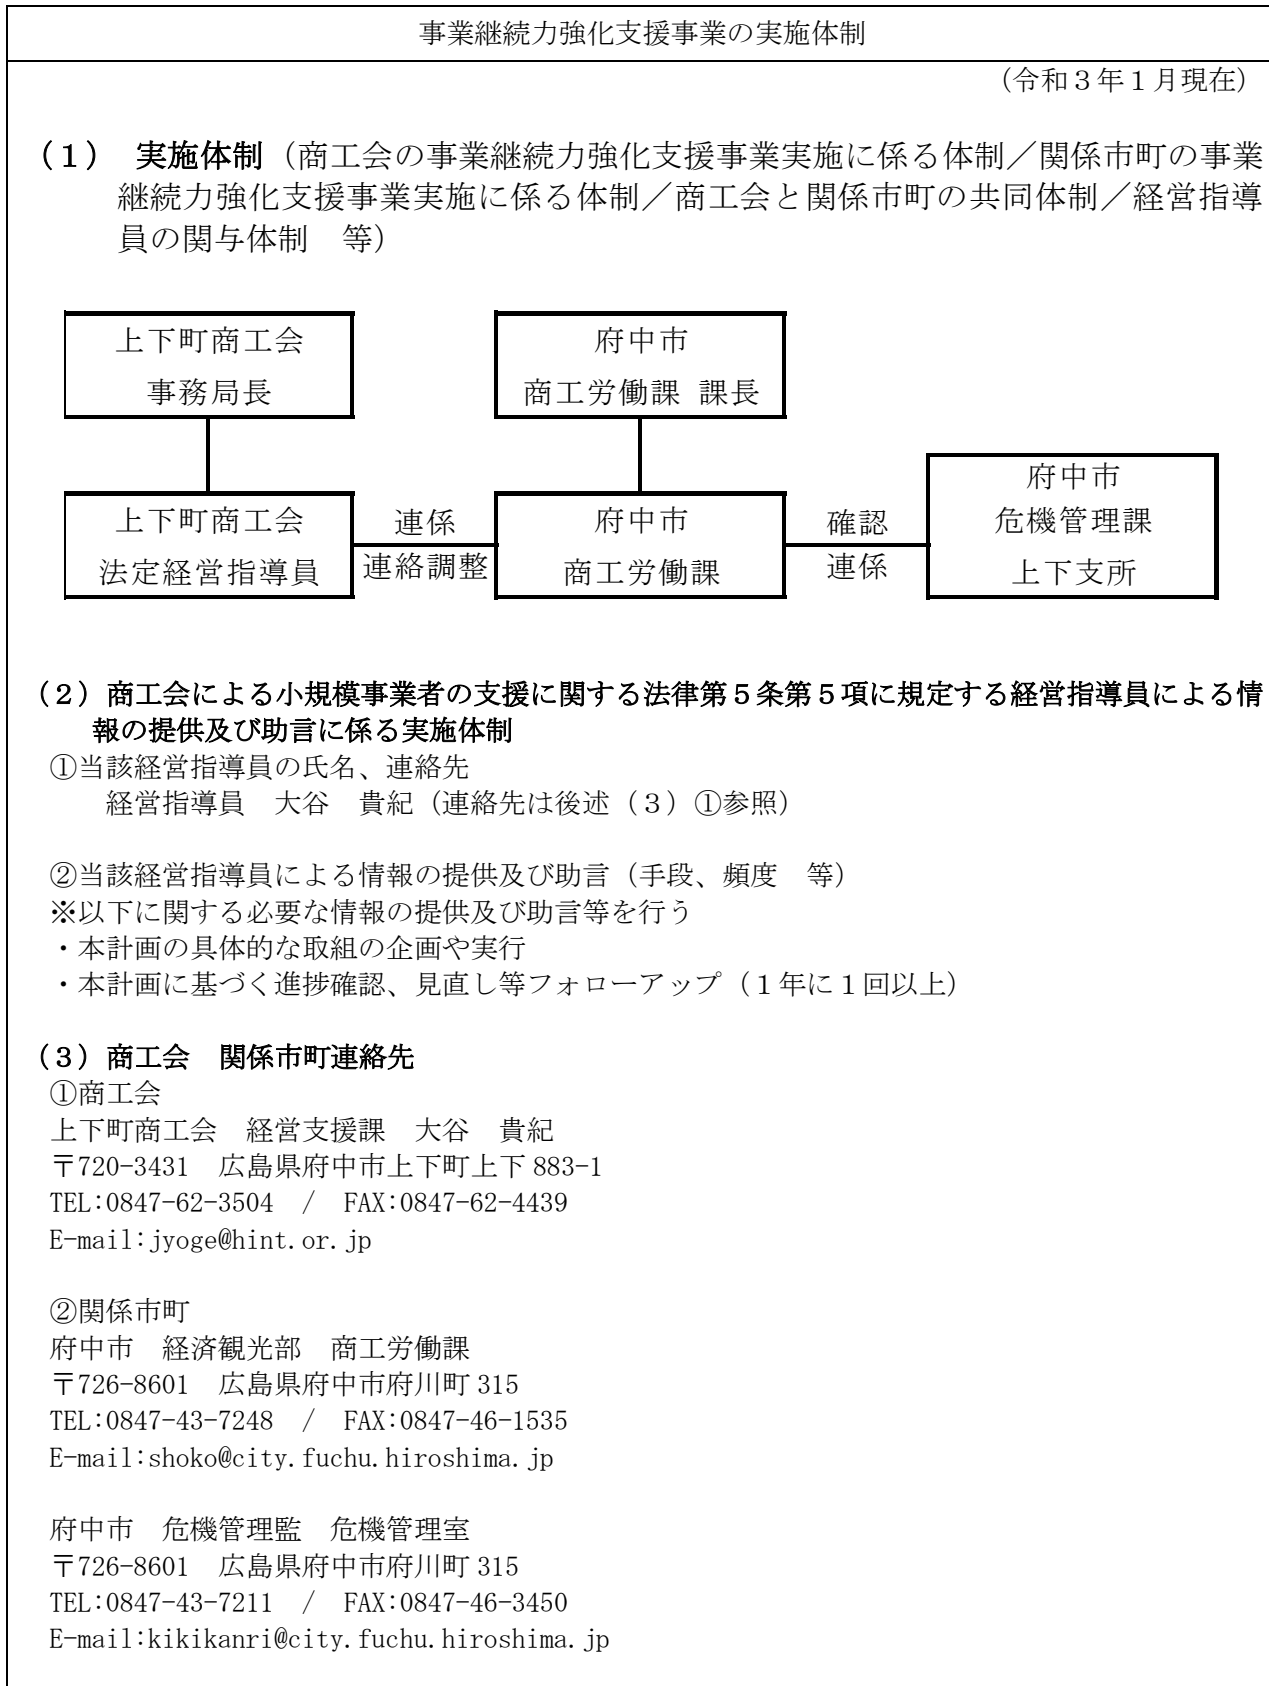 事業継続力強化支援事業の実施体制
(令和３年１月現在)
(１)　実施体制（商工会の事業継続力強化支援事業実施に係る体制／関係市町の事業
継続力強化支援事業実施に係る体制／商工会と関係市町の共同体制／経営指導
員の関与体制　等）
上下町商工会
事務局長
府中市
商工労働課 課長
上下町商工会
法定経営指導員
連係
連絡調整
府中市
商工労働課
確認
連係
府中市
危機管理課
上下支所
(２) 商工会による小規模事業者の支援に関する法律第５条第５項に規定する経営指導員による情
報の提供及び助言に係る実施体制
①当該経営指導員の氏名、連絡先
経営指導員　大谷　貴紀（連絡先は後述（３）①参照）
②当該経営指導員による情報の提供及び助言（手段、頻度　等）
※以下に関する必要な情報の提供及び助言等を行う
・本計画の具体的な取組の企画や実行
・本計画に基づく進捗確認、見直し等フォローアップ（１年に１回以上）
(３) 商工会　関係市町連絡先
①商工会
上下町商工会　経営支援課　大谷　貴紀
〒720-3431　広島県府中市上下町上下 883-1
TEL:0847-62-3504　/　FAX:0847-62-4439
E-mail:jyoge@hint.or.jp
②関係市町
府中市　経済観光部　商工労働課
〒726-8601　広島県府中市府川町 315
TEL:0847-43-7248　/　FAX:0847-46-1535
E-mail:shoko@city.fuchu.hiroshima.jp
府中市　危機管理監　危機管理室
〒726-8601　広島県府中市府川町 315
TEL:0847-43-7211　/　FAX:0847-46-3450
E-mail:kikikanri@city.fuchu.hiroshima.jp